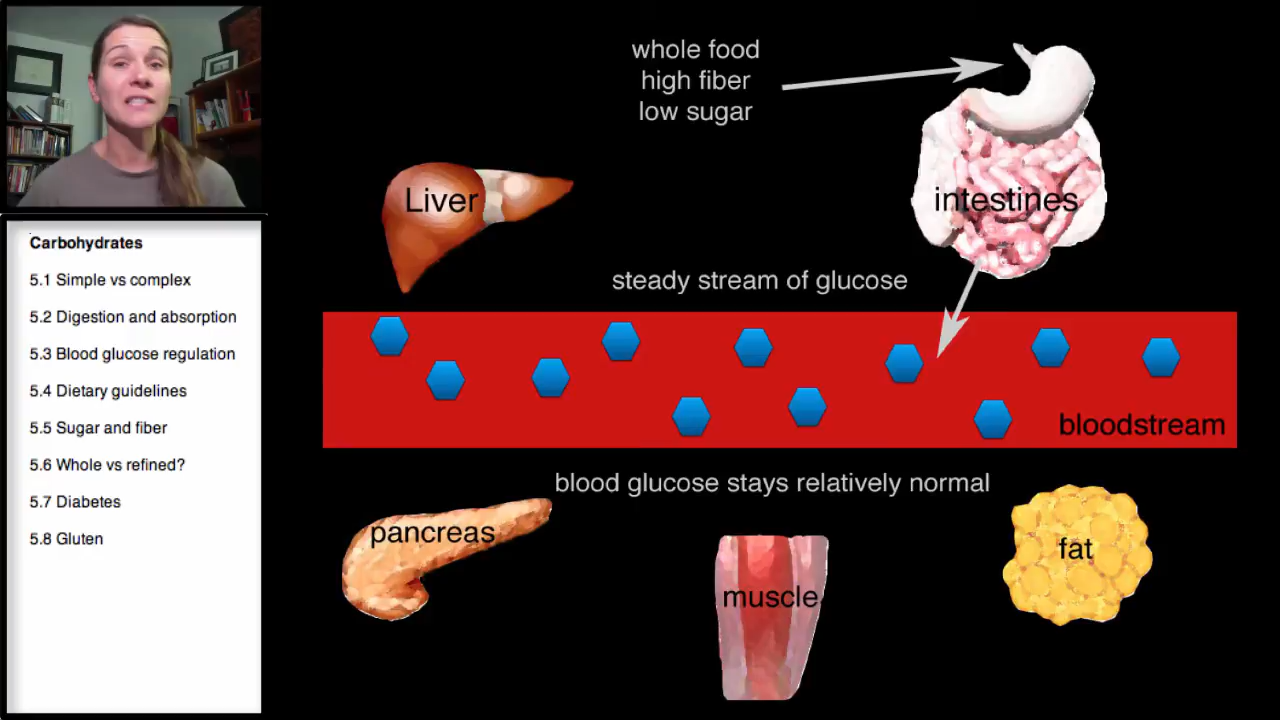 Carbohydrates
5.1 Simple vs complex
5.2 Digestion and absorption
5.3 Blood glucose regulation
5.4 Dietary guidelines
5.5 Sugar and fiber
5.6 Whole vs refined?
5.7 Diabetes
5.8 Gluten
whole food
high fiber
low sugar
Liver
intestines
steady stream of glucose
bloodstream
blood glucose stays relatively normal
pancreas
muscle
fat